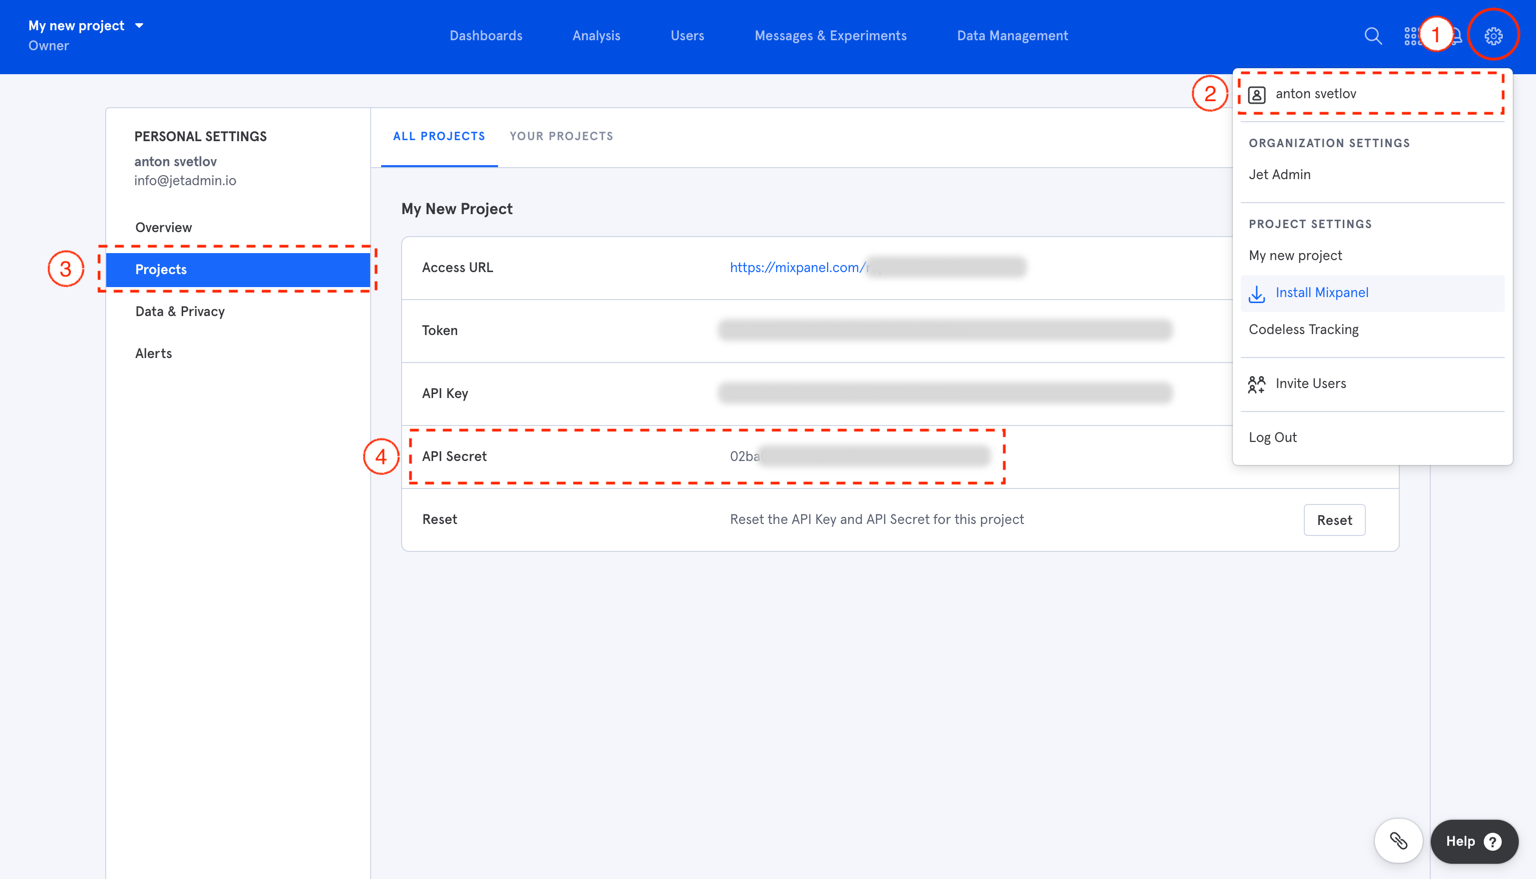 My new project
Owner
Dashboards
Analysis
Users
Messages & Experiments
Data Management
1
2
anton svetlov
ORGANIZATION SETTINGS
Jet Admin
PROJECT SETTINGS
My new project
Install Mixpanel
Codeless Tracking
Invite Users
Log Out
PERSONAL SETTINGS
anton svetlov
info@jetadmin.io
Overview
3
Projects
Data & Privacy
Alerts
ALL PROJECTS
YOUR PROJECTS
My New Project
Access URL
https://mixpanel.com/
Token
API Key
4
API Secret
02ba
Reset
Reset the API Key and API Secret for this project
Reset
Help ?